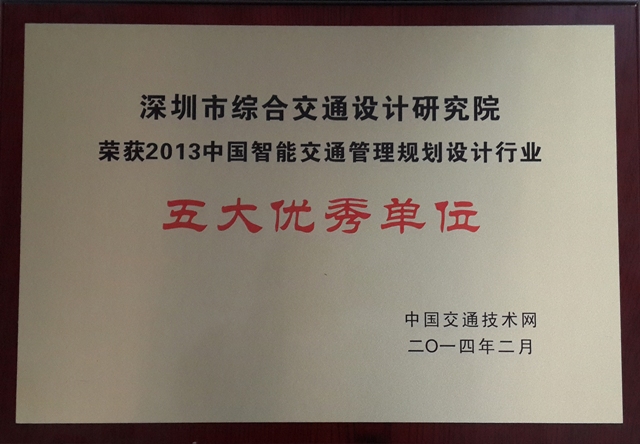 深圳市综合交通设计研究院
荣获2013中国智能交通管理规划设计行业
五大优秀单位
中国交通技术网
二〇一四年二月